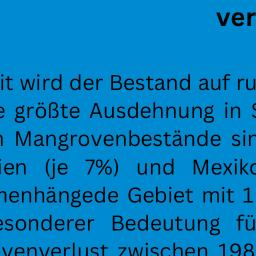 ver
it wird der Bestand auf ru
größte Ausdehnung in S
Mangrovenbestände sin
ien (je 7%) und Mexiko
nenhängede Gebiet mit 1
esonderer Bedeutung fü
venverlust zwischen 198